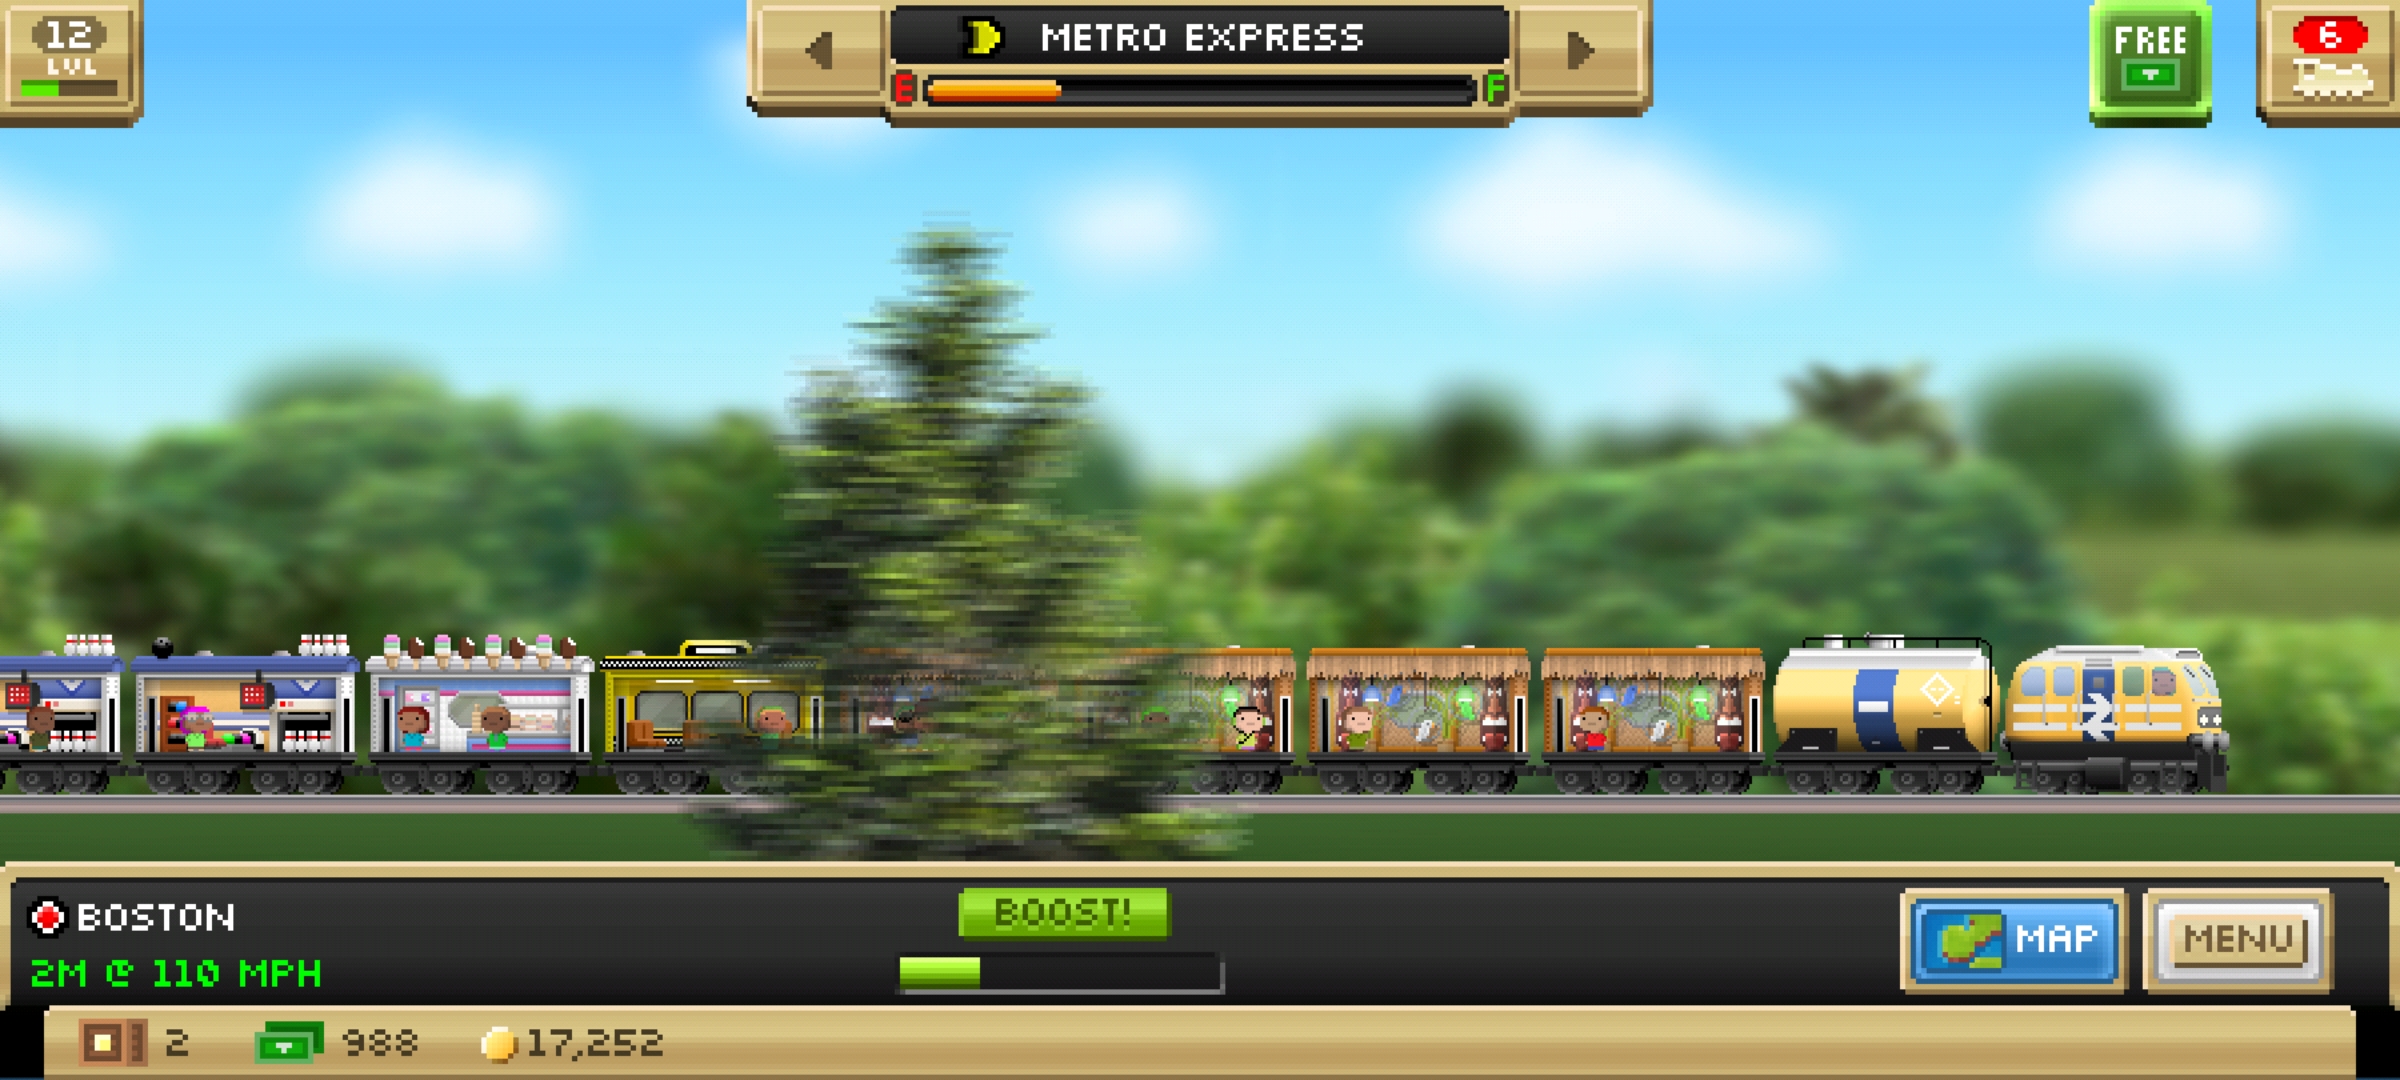 12
LVL
METRO EXPRESS
E
F
FREE
6
BOSTON
2M @ 110 MPH
BOOST!
MAP
MENU
2
988
17,252